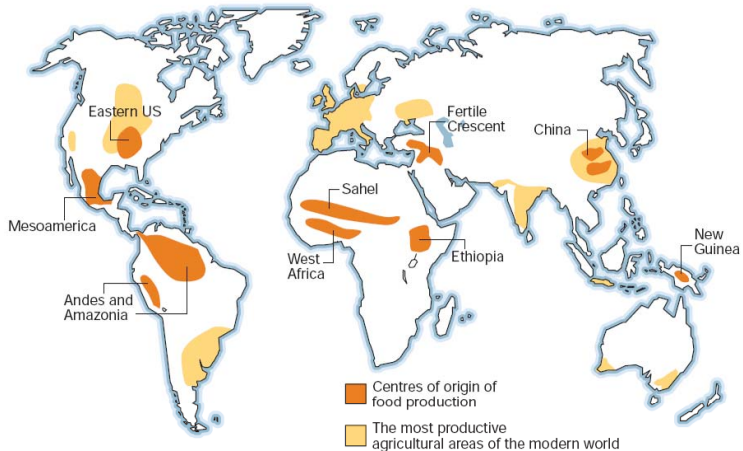 Eastern US
Fertile
Crescent
China
Sahel
Mesoamerica
New
Guinea
West
Africa
Ethiopia
Andes and
Amazonia
Centres of origin of
food production
The most productive
agricultural areas of the modern world